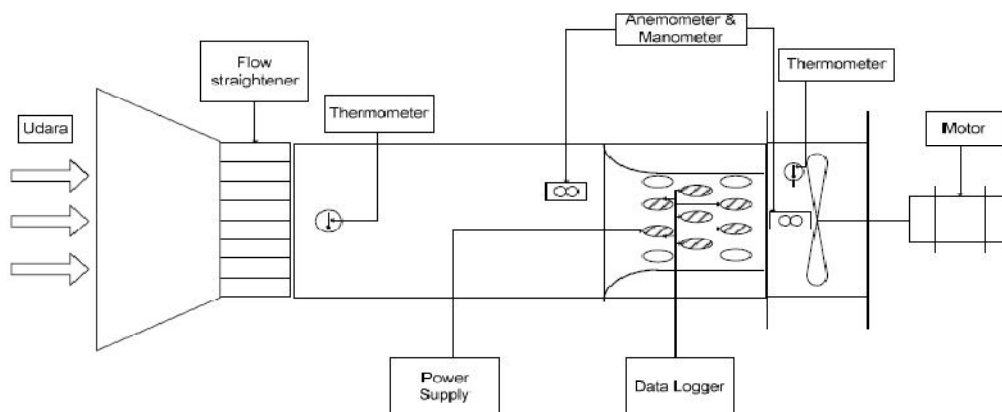 Anemometer &
Manometer
Flow
straightener
Thermometer
Thermometer
Udara
Motor
Power
Supply
Data Logger